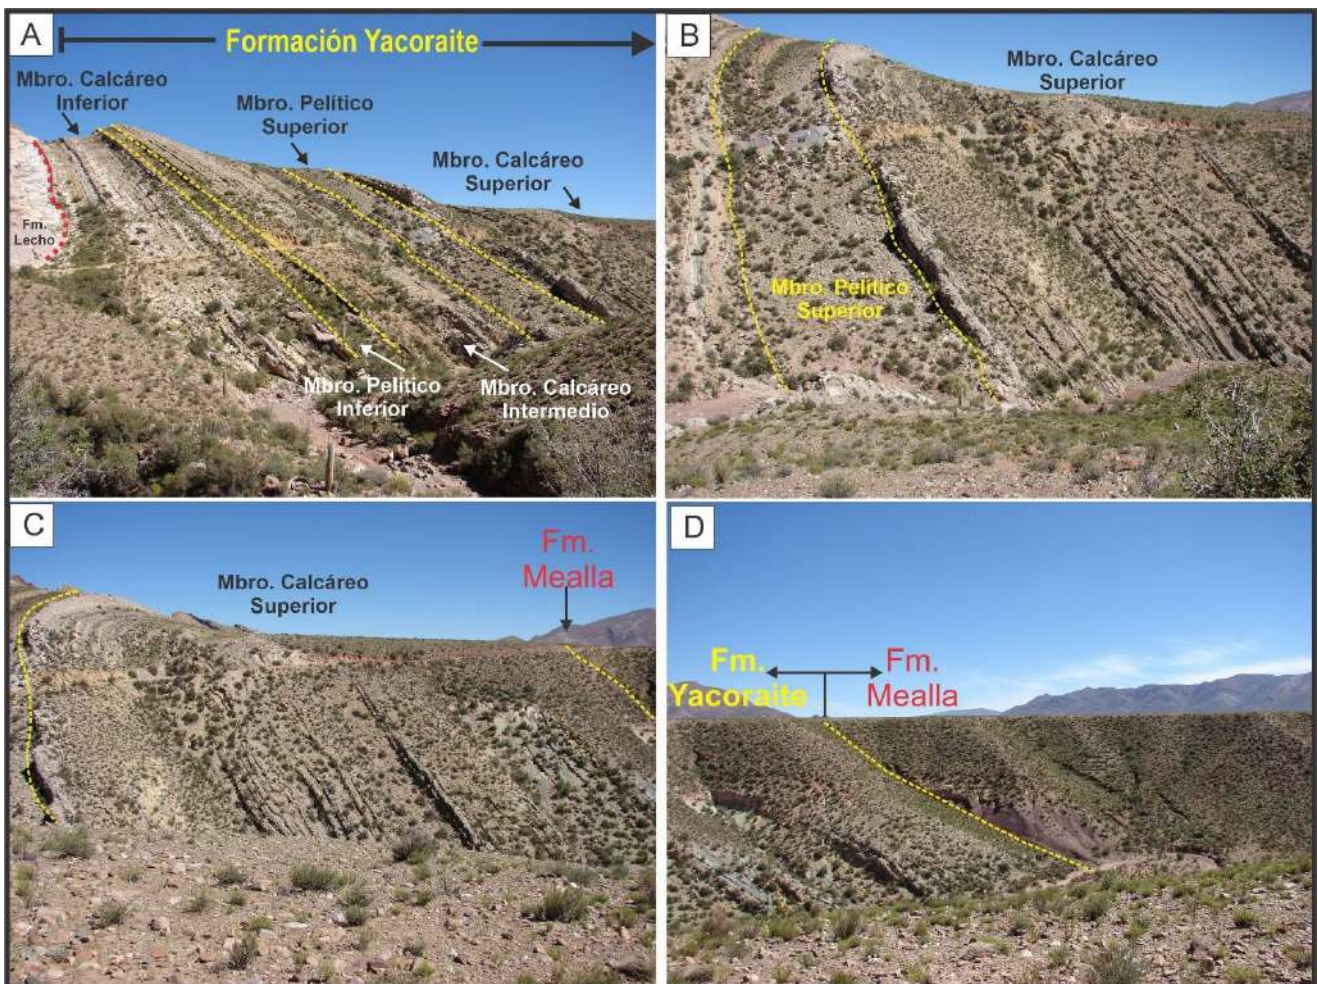 A
Formación Yacoraite
Mbro. Calcáreo
Inferior
Mbro. Pelítico
Superior
Mbro. Calcáreo
Superior
Fm.
Lecho
Mbro. Pelítico
Inferior
Mbro. Calcáreo
Intermedio
B
Mbro. Calcáreo
Superior
Mbro. Pelítico
Superior
C
Mbro. Calcáreo
Superior
Fm.
Mealla
D
Fm.
Yacoraite
Fm.
Mealla